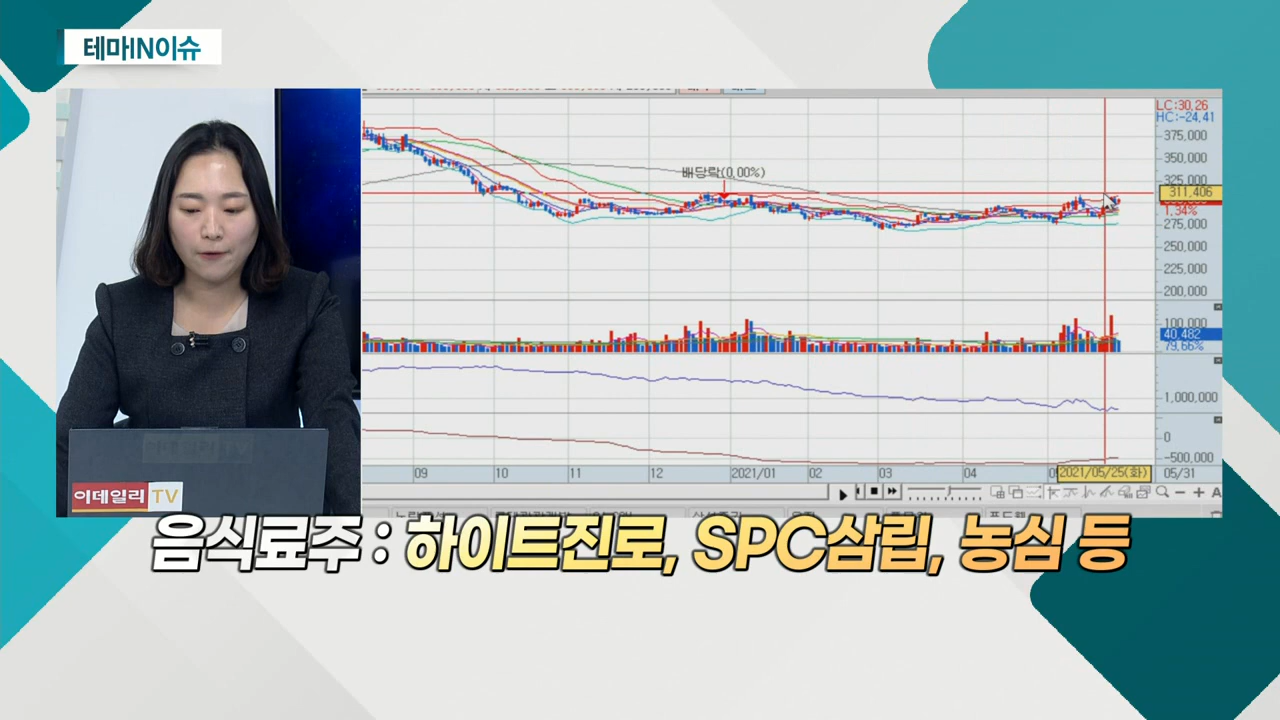 테마IN이슈
LC:30,26
HC:-24,41
375,000
350,000
325,000
311,406
1,34%
275,000
250,000
225,000
200,000
배당락(0,00%)
100,000
40,482
79,66%
1,000,000
0
-500,000
09 10 11 12 2021/01 02 03 04 2021/05/25(화) 05/31
이데일리 TV
음식료주 : 하이트진로, SPC삼립, 농심 등